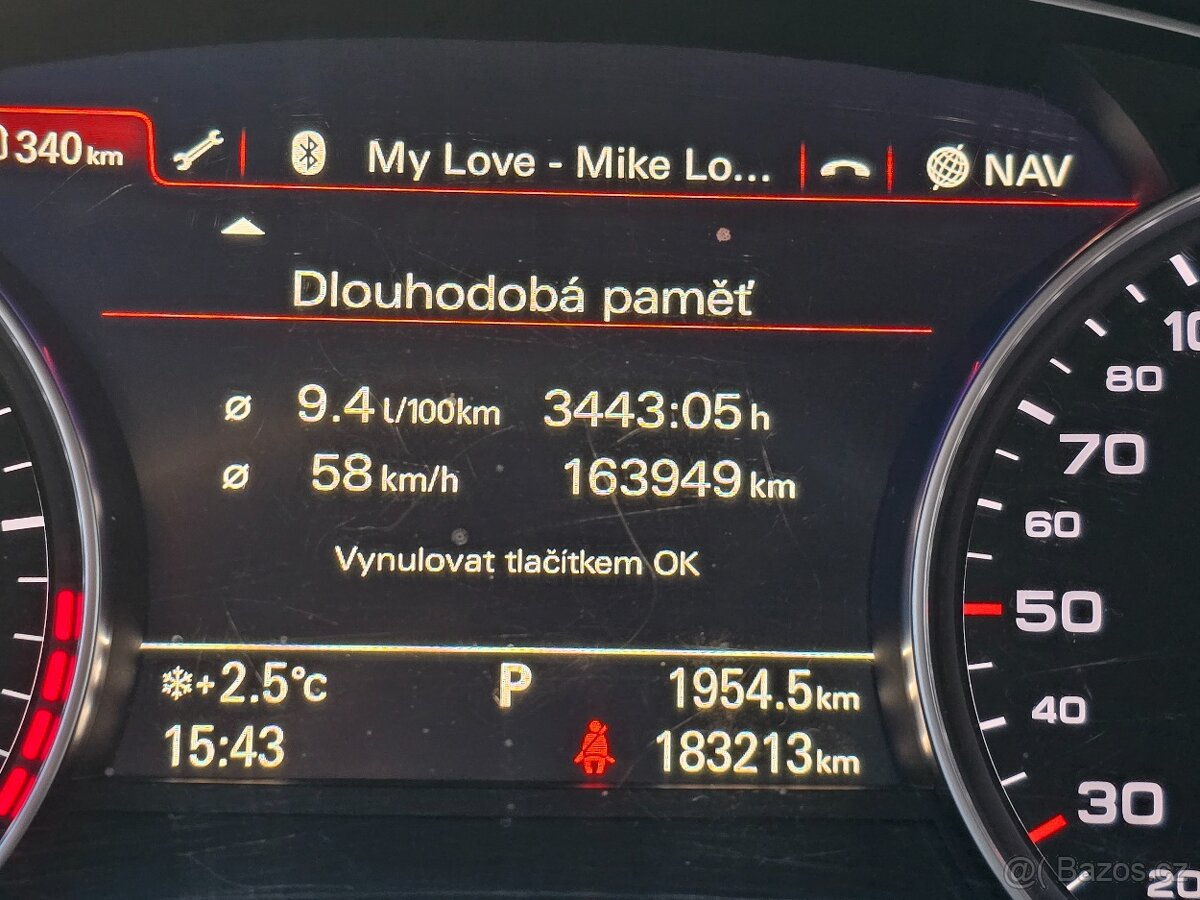 340 km My Love - Mike Lo... NAV
Dlouhodobá paměť
9.4 l/100km 3443:05 h
58 km/h 163949 km
Vynulovat tlačítkem OK
+2.5°C P 1954.5 km
15:43 183213 km
80
70
60
50
40
30
20
Bazos.cz